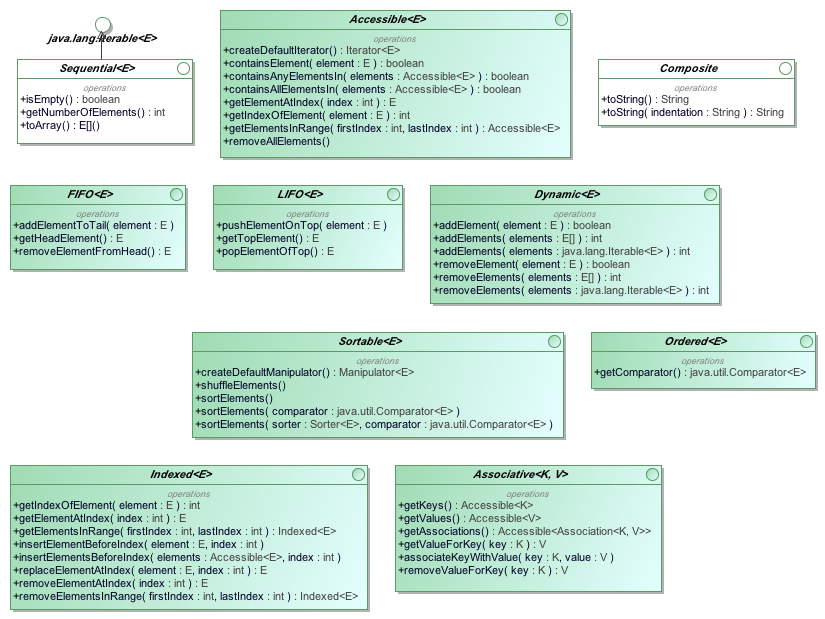 java.lang.Iterable<E>
Sequential<E>
operations
+isEmpty() : boolean
+getNumberOfElements() : int
+toArray() : E[]()
Accessible<E>
operations
+createDefaultIterator() : Iterator<E>
+containsElement( element : E ) : boolean
+containsAnyElementsIn( elements : Accessible<E> ) : boolean
+containsAllElementsIn( elements : Accessible<E> ) : boolean
+getElementAtIndex( index : int ) : E
+getIndexOfElement( element : E ) : int
+getElementsInRange( firstIndex : int, lastIndex : int ) : Accessible<E>
+removeAllElements()
Composite
operations
+toString() : String
+toString( indentation : String ) : String
FIFO<E>
operations
+addElementToTail( element : E )
+getHeadElement() : E
+removeElementFromHead() : E
LIFO<E>
operations
+pushElementOnTop( element : E )
+getTopElement() : E
+popElementOfTop() : E
Dynamic<E>
operations
+addElement( element : E ) : boolean
+addElements( elements : E[] ) : int
+addElements( elements : java.lang.Iterable<E> ) : int
+removeElement( element : E ) : boolean
+removeElements( elements : E[] ) : int
+removeElements( elements : java.lang.Iterable<E> ) : int
Sortable<E>
operations
+createDefaultManipulator() : Manipulator<E>
+shuffleElements()
+sortElements()
+sortElements( comparator : java.util.Comparator<E> )
+sortElements( sorter : Sorter<E>, comparator : java.util.Comparator<E> )
Ordered<E>
operations
+getComparator() : java.util.Comparator<E>
Indexed<E>
operations
+getIndexOfElement( element : E ) : int
+getElementAtIndex( index : int ) : E
+getElementsInRange( firstIndex : int, lastIndex : int ) : Indexed<E>
+insertElementBeforeIndex( element : E, index : int )
+insertElementsBeforeIndex( elements : Accessible<E>, index : int )
+replaceElementAtIndex( element : E, index : int ) : E
+removeElementAtIndex( index : int ) : E
+removeElementsInRange( firstIndex : int, lastIndex : int ) : Indexed<E>
Associative<K, V>
operations
+getKeys() : Accessible<K>
+getValues() : Accessible<V>
+getAssociations() : Accessible<Association<K, V>>
+getValueForKey( key : K ) : V
+associateKeyWithValue( key : K, value : V )
+removeValueForKey( key : K ) : V